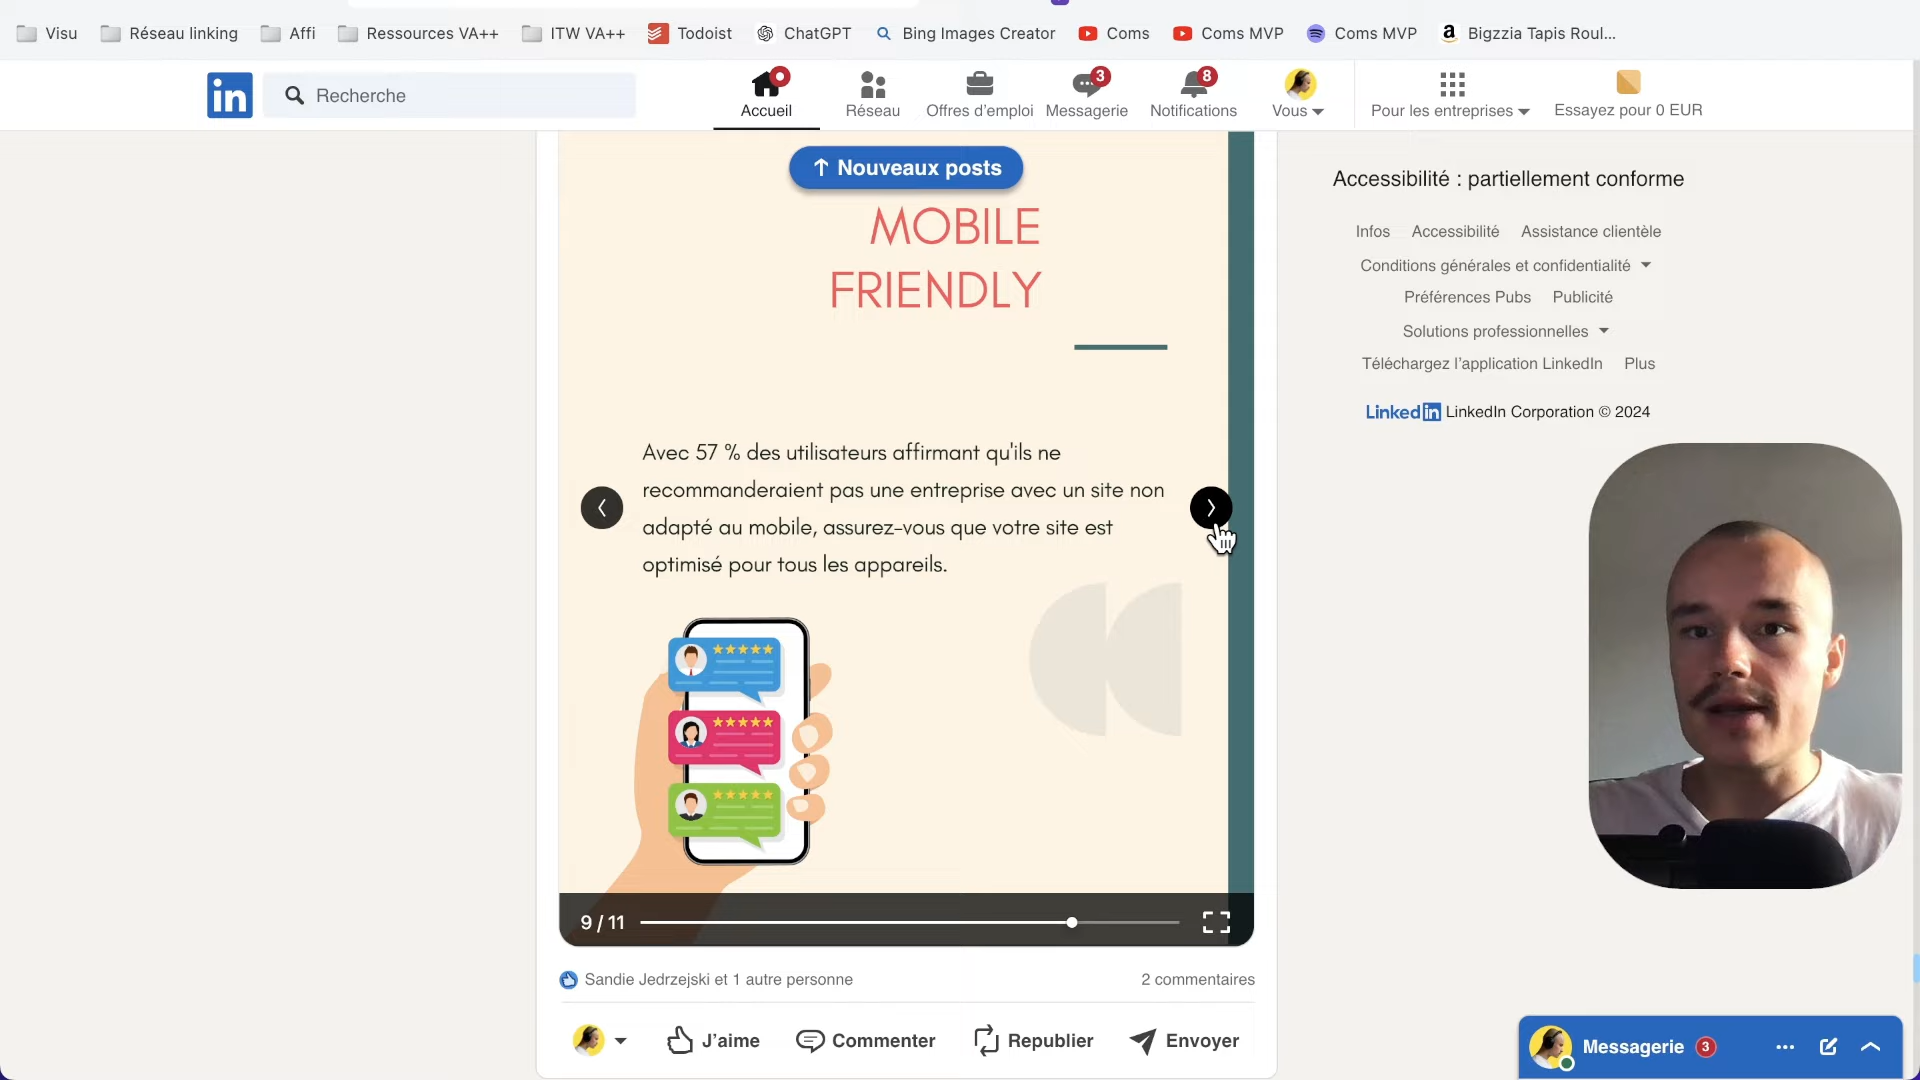 Visu
Réseau linking
Affi
Ressources VA++
ITW VA++
Todoist
ChatGPT
Bing Images Creator
Coms
Coms MVP
Coms MVP
Bigzzia Tapis Roul...
in
Recherche
Accueil
Réseau
Offres d'emploi
3
Messagerie
8
Notifications
Vous
Pour les entreprises
Essayez pour 0 EUR
↑ Nouveaux posts
MOBILE
FRIENDLY
Avec 57 % des utilisateurs affirmant qu'ils ne
recommanderaient pas une entreprise avec un site non
adapté au mobile, assurez-vous que votre site est
optimisé pour tous les appareils.
9 / 11
Sandie Jedrzejski et 1 autre personne
2 commentaires
J'aime
Commenter
Republier
Envoyer
Accessibilité : partiellement conforme
Infos
Accessibilité
Assistance clientèle
Conditions générales et confidentialité
Préférences Pubs
Publicité
Solutions professionnelles
Téléchargez l'application LinkedIn
Plus
LinkedIn LinkedIn Corporation © 2024
Messagerie 3